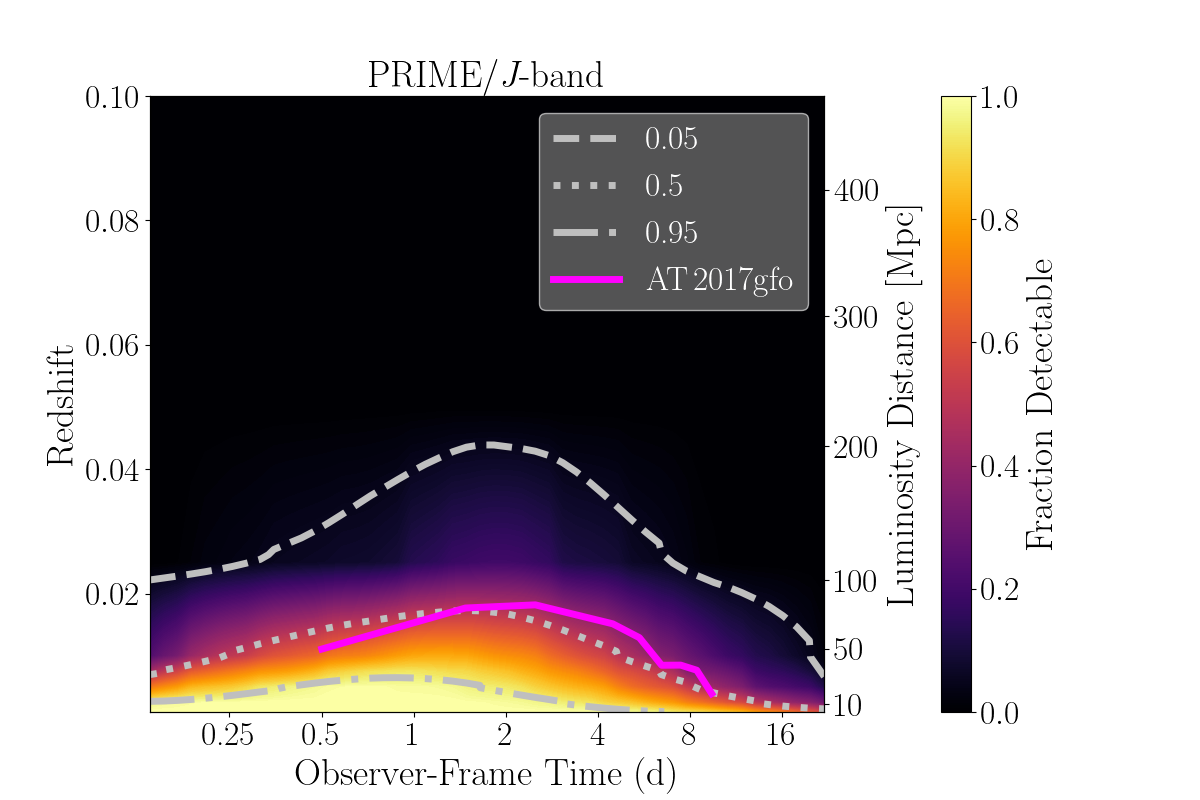 PRIME/J-band
0.10
0.08
0.06
0.04
0.02
Redshift
0.05
0.5
0.95
AT 2017gfo
400
300
200
100
50
10
Luminosity Distance [Mpc]
1.0
0.8
0.6
0.4
0.2
0.0
Fraction Detectable
0.25 0.5 1 2 4 8 16
Observer-Frame Time (d)